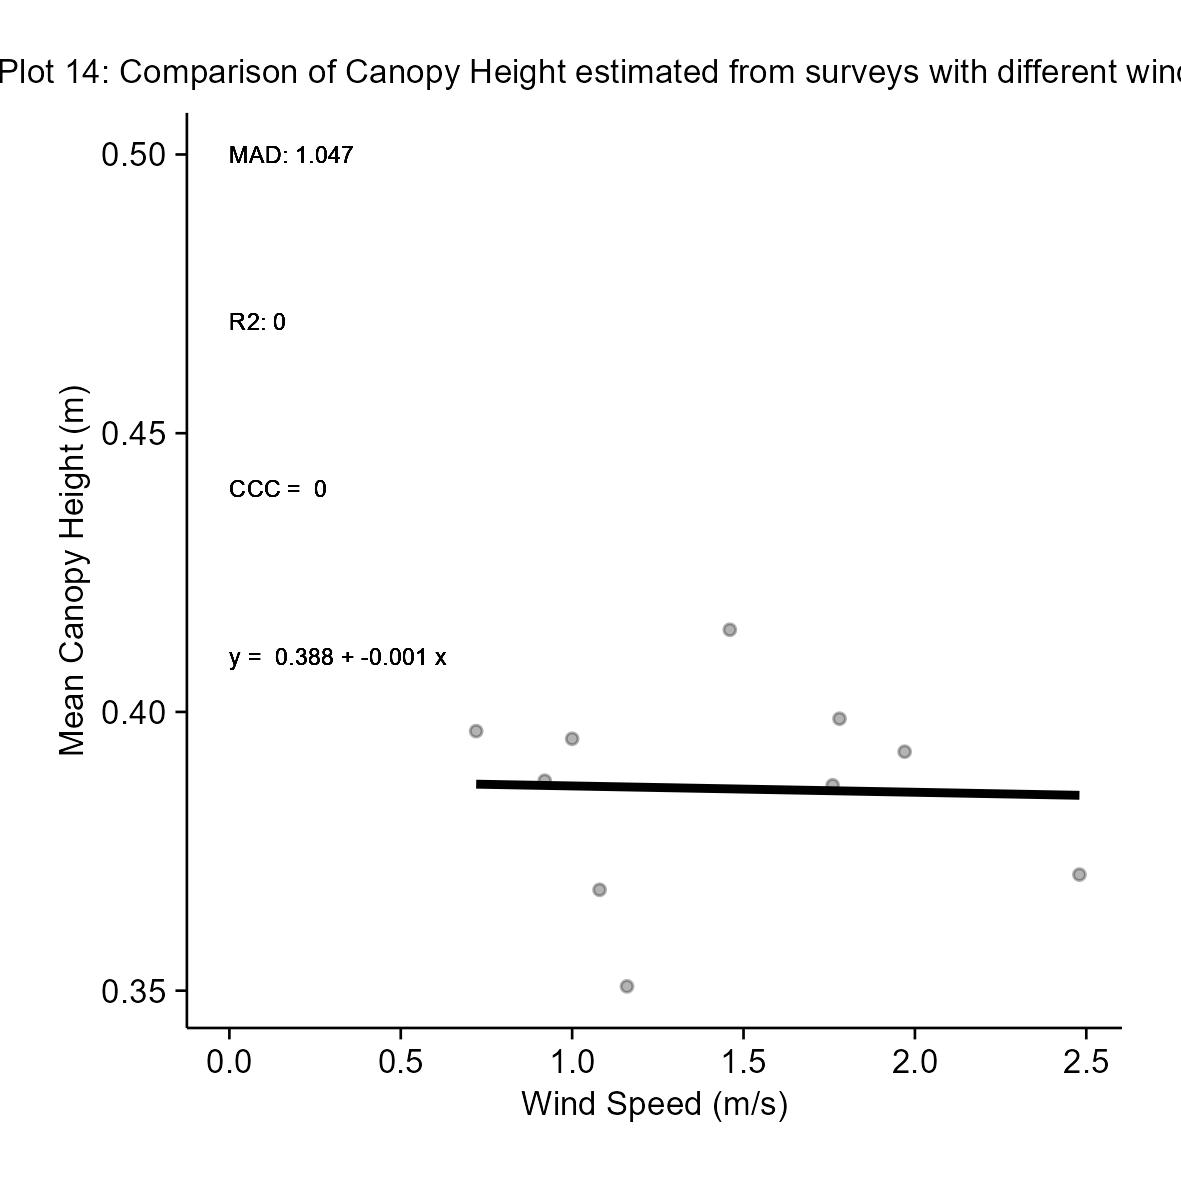 Plot 14: Comparison of Canopy Height estimated from surveys with different
0.50
MAD: 1.047
R2: 0
0.45
CCC =  0
Mean Canopy Height (m)
y =  0.388 + -0.001 x
0.40
0.35
0.0 0.5 1.0 1.5 2.0 2.5
Wind Speed (m/s)